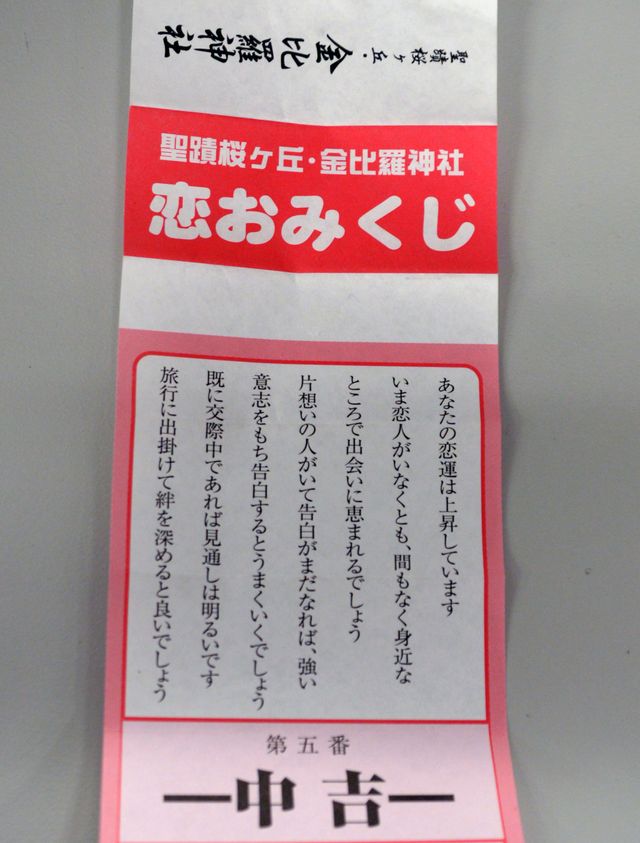 聖蹟桜ヶ丘・金比羅神社
聖蹟桜ヶ丘・金比羅神社
恋おみくじ
あなたの恋運は上昇しています
いま恋人がいなくとも、間もなく身近な
ところで出会いに恵まれるでしょう
片想いの人がいて告白がまだなれば、強い
意志をもち告白するとうまくいくでしょう
既に交際中であれば見通しは明るいです
旅行に出掛けて絆を深めると良いでしょう
第五番
中吉